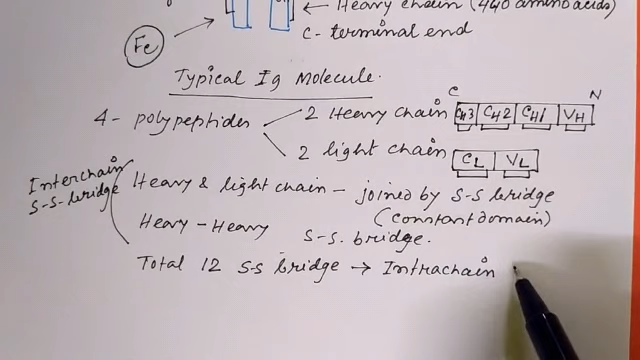 ← Heavy chain (440 amino acids)
Fc → C- terminal end
Typical Ig Molecule.
C N
4- polypeptides 2 Heavy chain CH3 CH2 CH1 VH
2 light chain CL VL
Interchain S-S-bridge
Heavy & light chain – joined by S-S bridge
(constant domain)
Heavy – Heavy S-S. bridge.
Total 12 S-S bridge → Intrachain